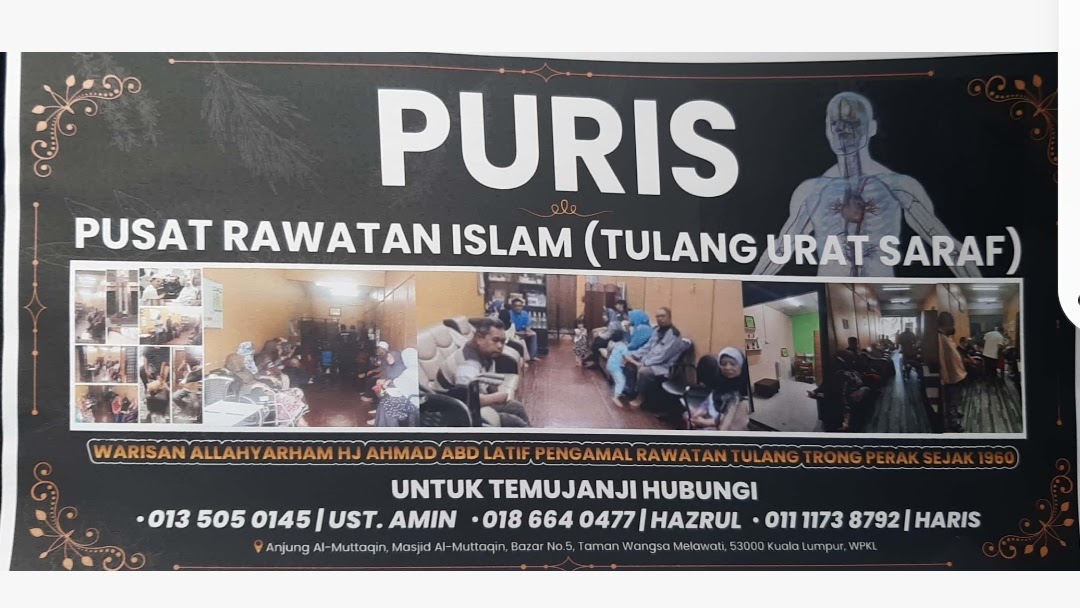 PURIS
PUSAT RAWATAN ISLAM (TULANG URAT SARAF)
WARISAN ALLAHYARHAM HJ AHMAD ABD LATIF PENGAMAL RAWATAN TULANG TRONG PERAK SEJAK 1960
UNTUK TEMUJANJI HUBUNGI
• 013 505 0145 | UST. AMIN • 018 664 0477 | HAZRUL • 011 1173 8792 | HARIS
Anjung Al-Muttaqin, Masjid Al-Muttaqin, Bazar No.5, Taman Wangsa Melawati, 53000 Kuala Lumpur, WPKL